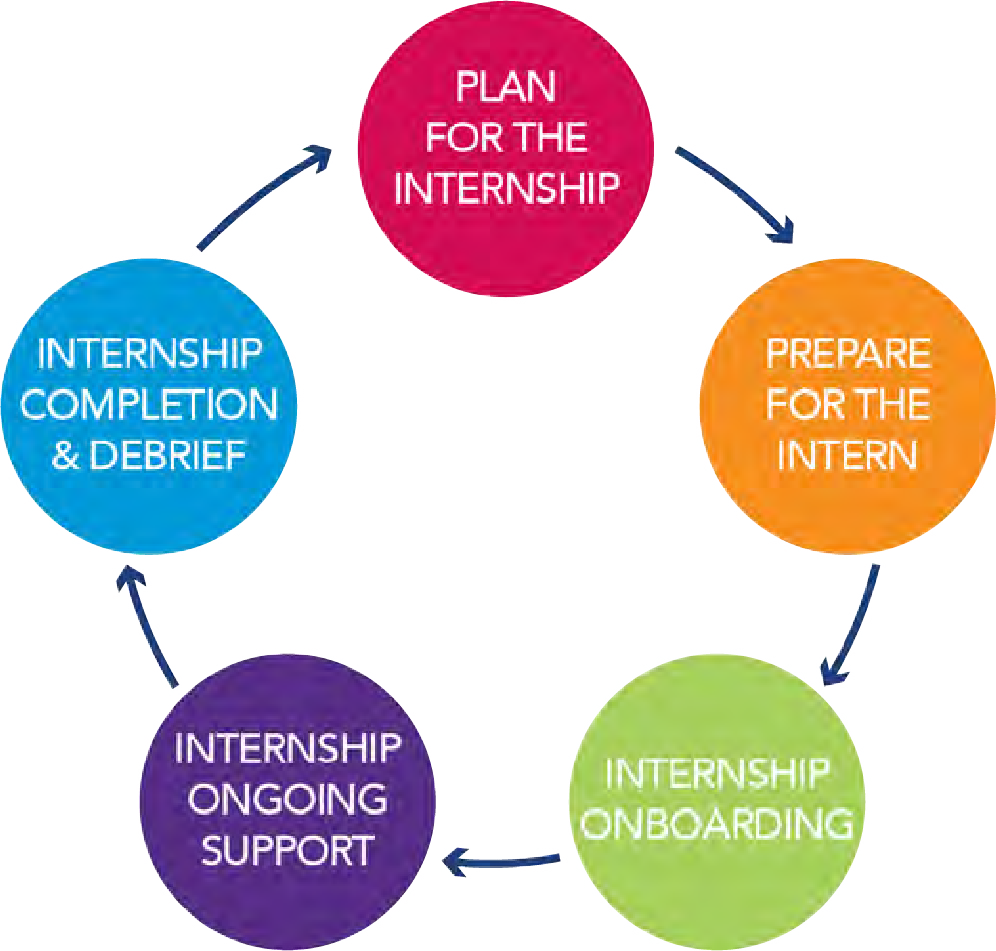 PLAN
FOR THE
INTERNSHIP
PREPARE
FOR THE
INTERN
INTERNSHIP
ONBOARDING
INTERNSHIP
ONGOING
SUPPORT
INTERNSHIP
COMPLETION
& DEBRIEF